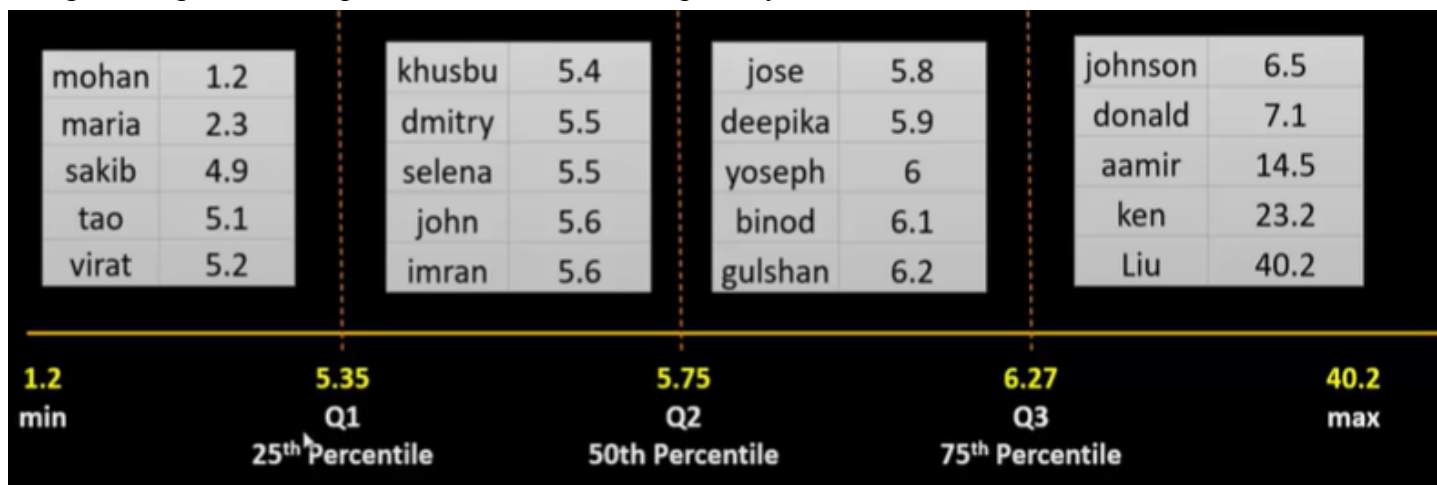 mohan 1.2
maria 2.3
sakib 4.9
tao 5.1
virat 5.2
khusbu 5.4
dmitry 5.5
selena 5.5
john 5.6
imran 5.6
jose 5.8
deepika 5.9
yoseph 6
binod 6.1
gulshan 6.2
johnson 6.5
donald 7.1
aamir 14.5
ken 23.2
Liu 40.2
1.2 5.35 5.75 6.27 40.2
min Q1 Q2 Q3 max
25th Percentile 50th Percentile 75th Percentile